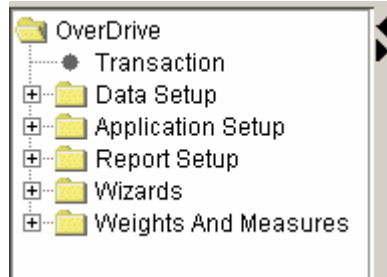 OverDrive
Transaction
Data Setup
Application Setup
Report Setup
Wizards
Weights And Measures